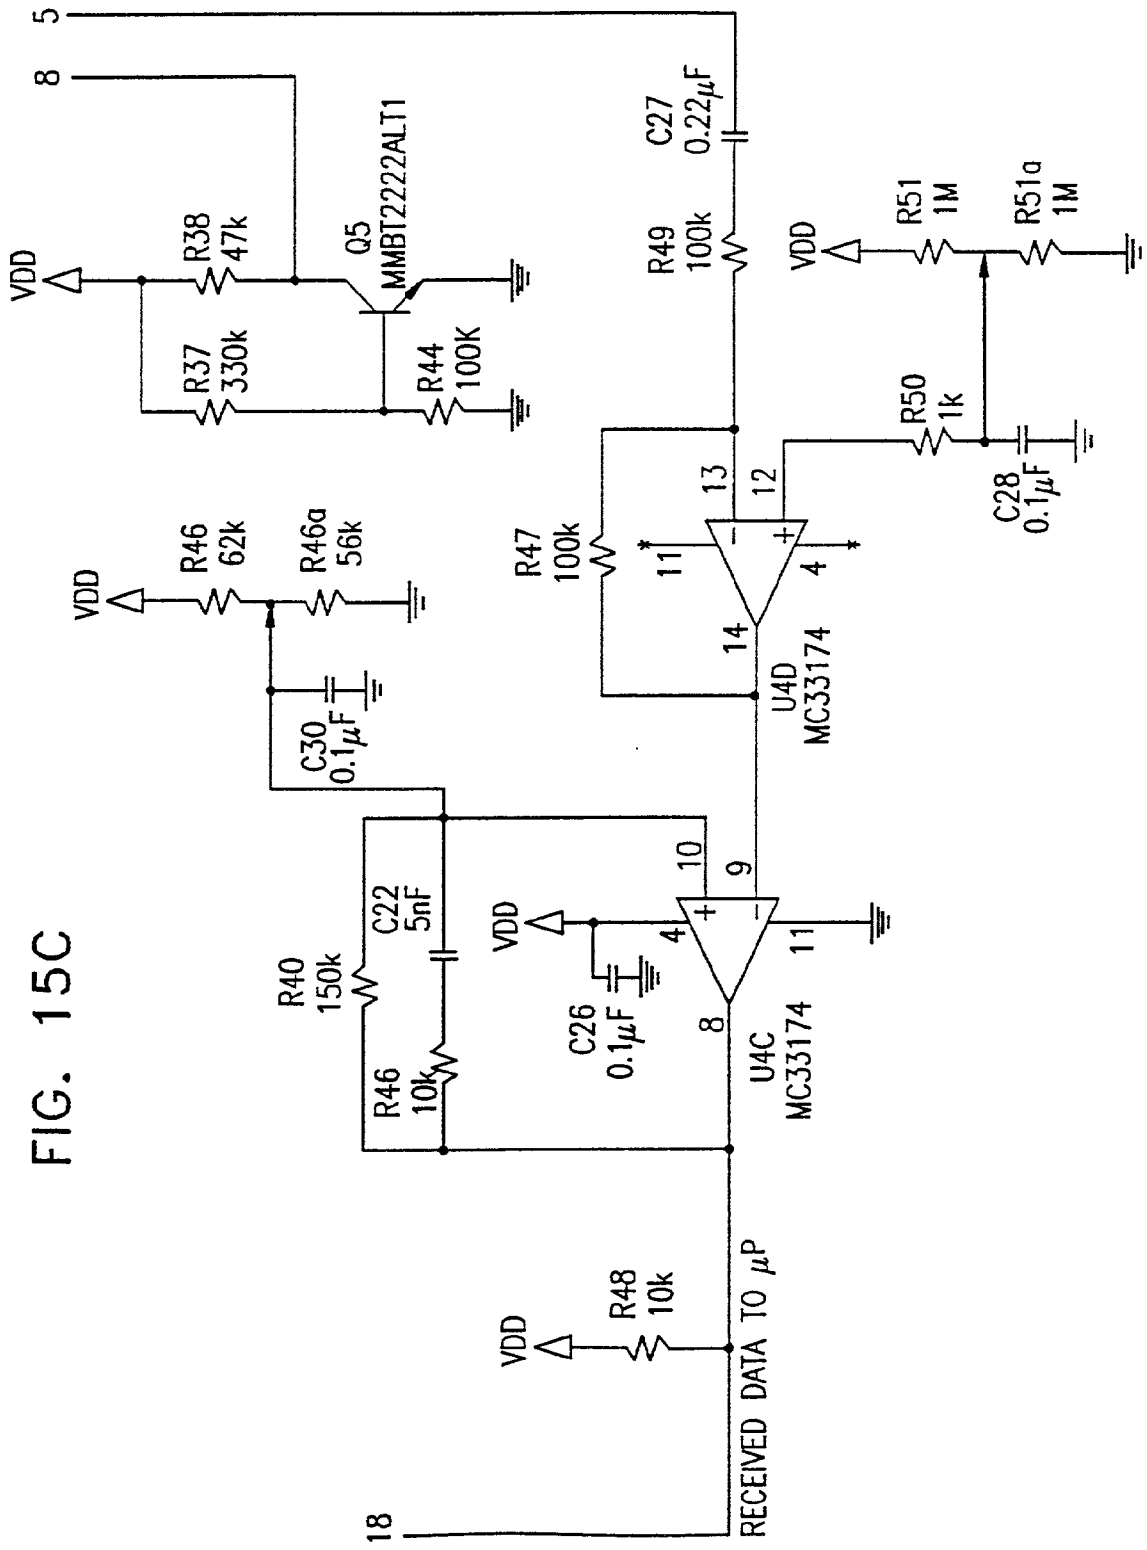 FIG. 15C
18
RECEIVED DATA TO µP
VDD
R48
10k
R40
150k
R46
10k
C22
5nF
VDD
C26
0.1µF
4
10
9
11
8
U4C
MC33174
C30
0.1µF
VDD
R46
62k
R46a
56k
R47
100k
11
13
12
4
14
U4D
MC33174
VDD
R37
330k
R38
47k
R44
100K
Q5
MMBT2222ALT1
8
5
R49
100k
C27
0.22µF
R50
1k
C28
0.1µF
VDD
R51
1M
R51a
1M